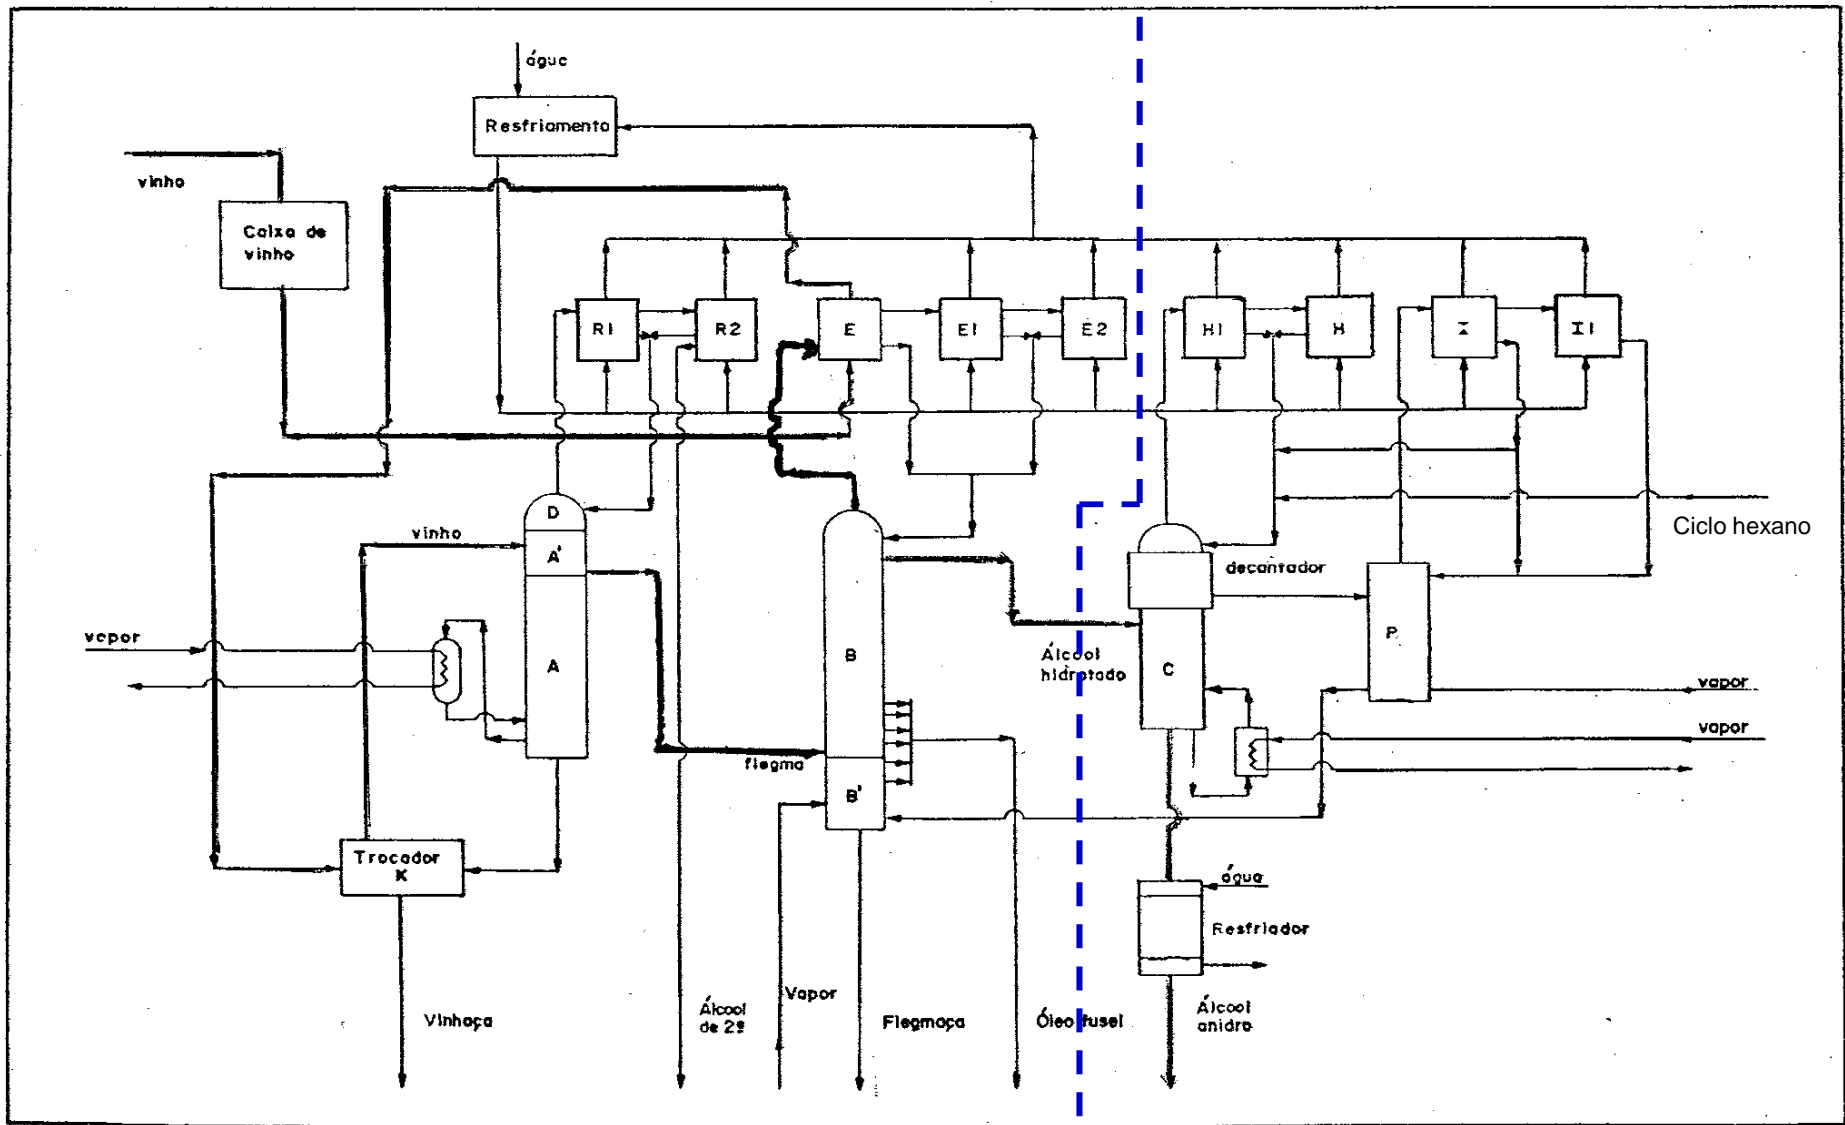 águc
Resfriamento
vinho
Caixa de
vinho
R1
R2
E
E1
E2
H1
H
I
I1
Ciclo hexano
D
A'
A
vinho
vapor
decantador
B
P
C
Álcool
hidratado
vapor
vapor
flegma
B'
Trocador
K
água
Resfriador
Vinhaça
Álcool
de 2ª
Vapor
Flegmaça
Óleo fusel
Álcool
anidro